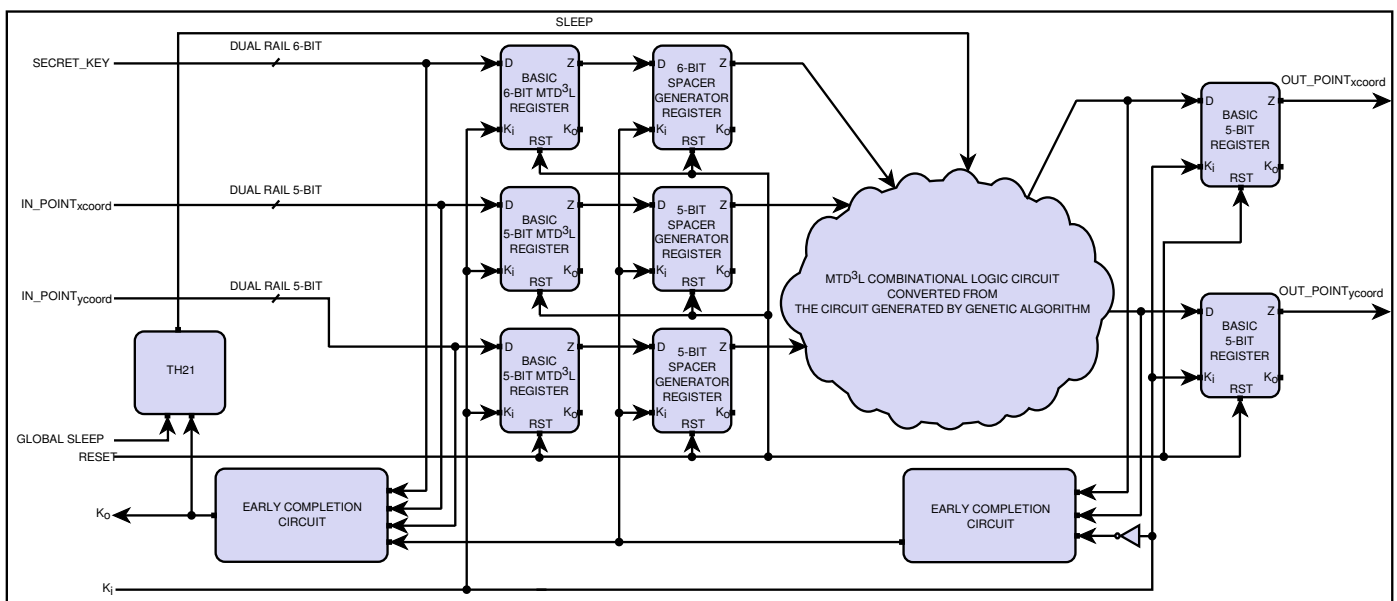 SLEEP
DUAL RAIL 6-BIT
SECRET_KEY
D Z
BASIC
6-BIT MTD³L
REGISTER
Ki Ko
RST
D Z
6-BIT
SPACER
GENERATOR
REGISTER
Ki Ko
RST
OUT_POINTxcoord
D Z
BASIC
5-BIT
REGISTER
Ki Ko
RST
DUAL RAIL 5-BIT
IN_POINTxcoord
D Z
BASIC
5-BIT MTD³L
REGISTER
Ki Ko
RST
D Z
5-BIT
SPACER
GENERATOR
REGISTER
Ki Ko
RST
MTD³L COMBINATIONAL LOGIC CIRCUIT
CONVERTED FROM
THE CIRCUIT GENERATED BY GENETIC ALGORITHM
DUAL RAIL 5-BIT
IN_POINTycoord
OUT_POINTycoord
D Z
BASIC
5-BIT
REGISTER
Ki Ko
RST
D Z
BASIC
5-BIT MTD³L
REGISTER
Ki Ko
RST
D Z
5-BIT
SPACER
GENERATOR
REGISTER
Ki Ko
RST
TH21
GLOBAL SLEEP
RESET
EARLY COMPLETION
CIRCUIT
EARLY COMPLETION
CIRCUIT
Ko
Ki